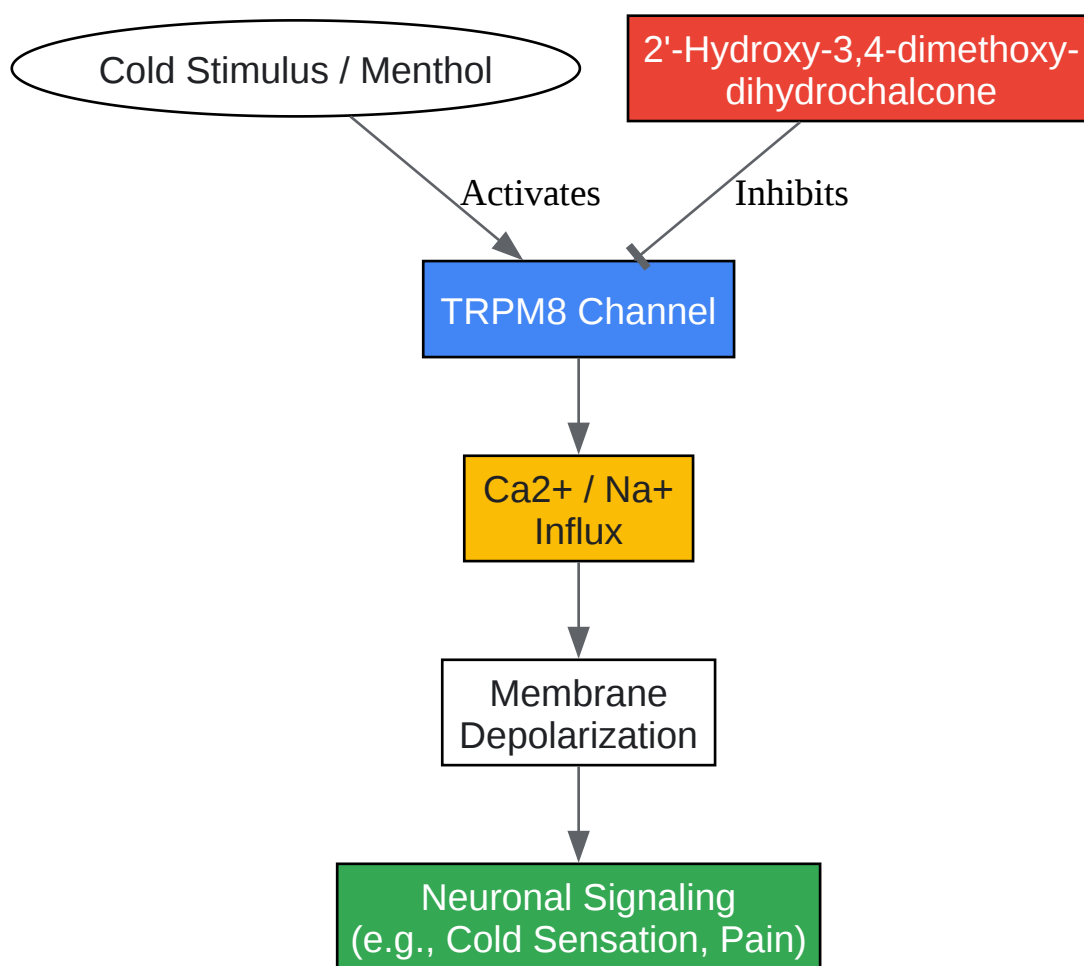 Cold Stimulus / Menthol
2'-Hydroxy-3,4-dimethoxy-
dihydrochalcone
Activates
Inhibits
TRPM8 Channel
Ca2+ / Na+
Influx
Membrane
Depolarization
Neuronal Signaling
(e.g., Cold Sensation, Pain)